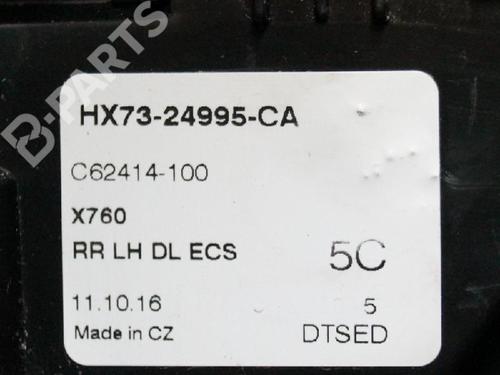 B-PARTS
HX73-24995-CA
C62414-100
X760
RR LH DL ECS 5C
11.10.16 5
Made in CZ DTSED
B-PARTS